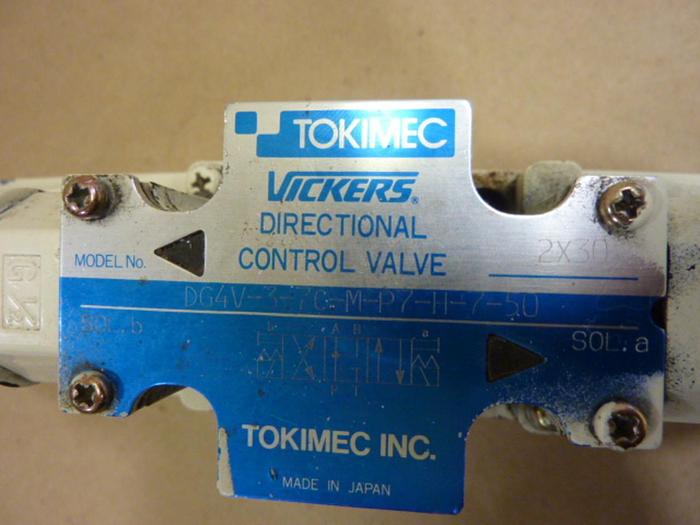 TOKIMEC
VICKERS®
DIRECTIONAL
CONTROL VALVE
2X30
MODEL No.
DG4V-3-7C-M-P7-H-7-50
SOL.b
SOL.a
b A B a
P T
TOKIMEC INC.
MADE IN JAPAN